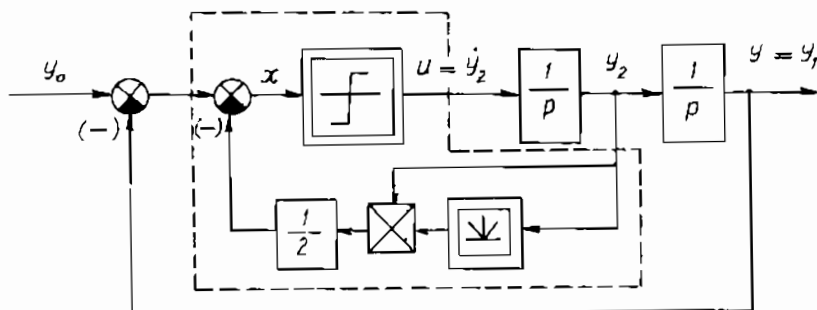 y₀
(−)
x
(−)
u = ẏ₂
1/p
y₂
1/p
y = y₁
1/2